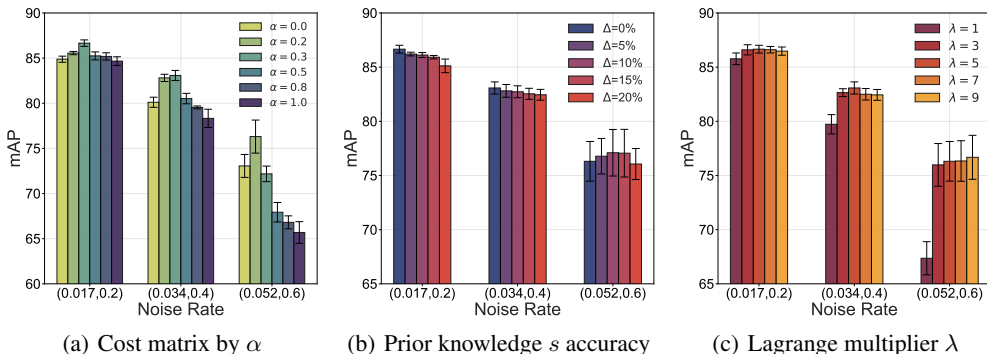 mAP
90
85
80
75
70
65
60
α = 0.0
α = 0.2
α = 0.3
α = 0.5
α = 0.8
α = 1.0
(0.017,0.2) (0.034,0.4) (0.052,0.6)
Noise Rate
(a) Cost matrix by α
mAP
90
85
80
75
70
65
Δ=0%
Δ=5%
Δ=10%
Δ=15%
Δ=20%
(0.017,0.2) (0.034,0.4) (0.052,0.6)
Noise Rate
(b) Prior knowledge s accuracy
mAP
90
85
80
75
70
65
λ = 1
λ = 3
λ = 5
λ = 7
λ = 9
(0.017,0.2) (0.034,0.4) (0.052,0.6)
Noise Rate
(c) Lagrange multiplier λ